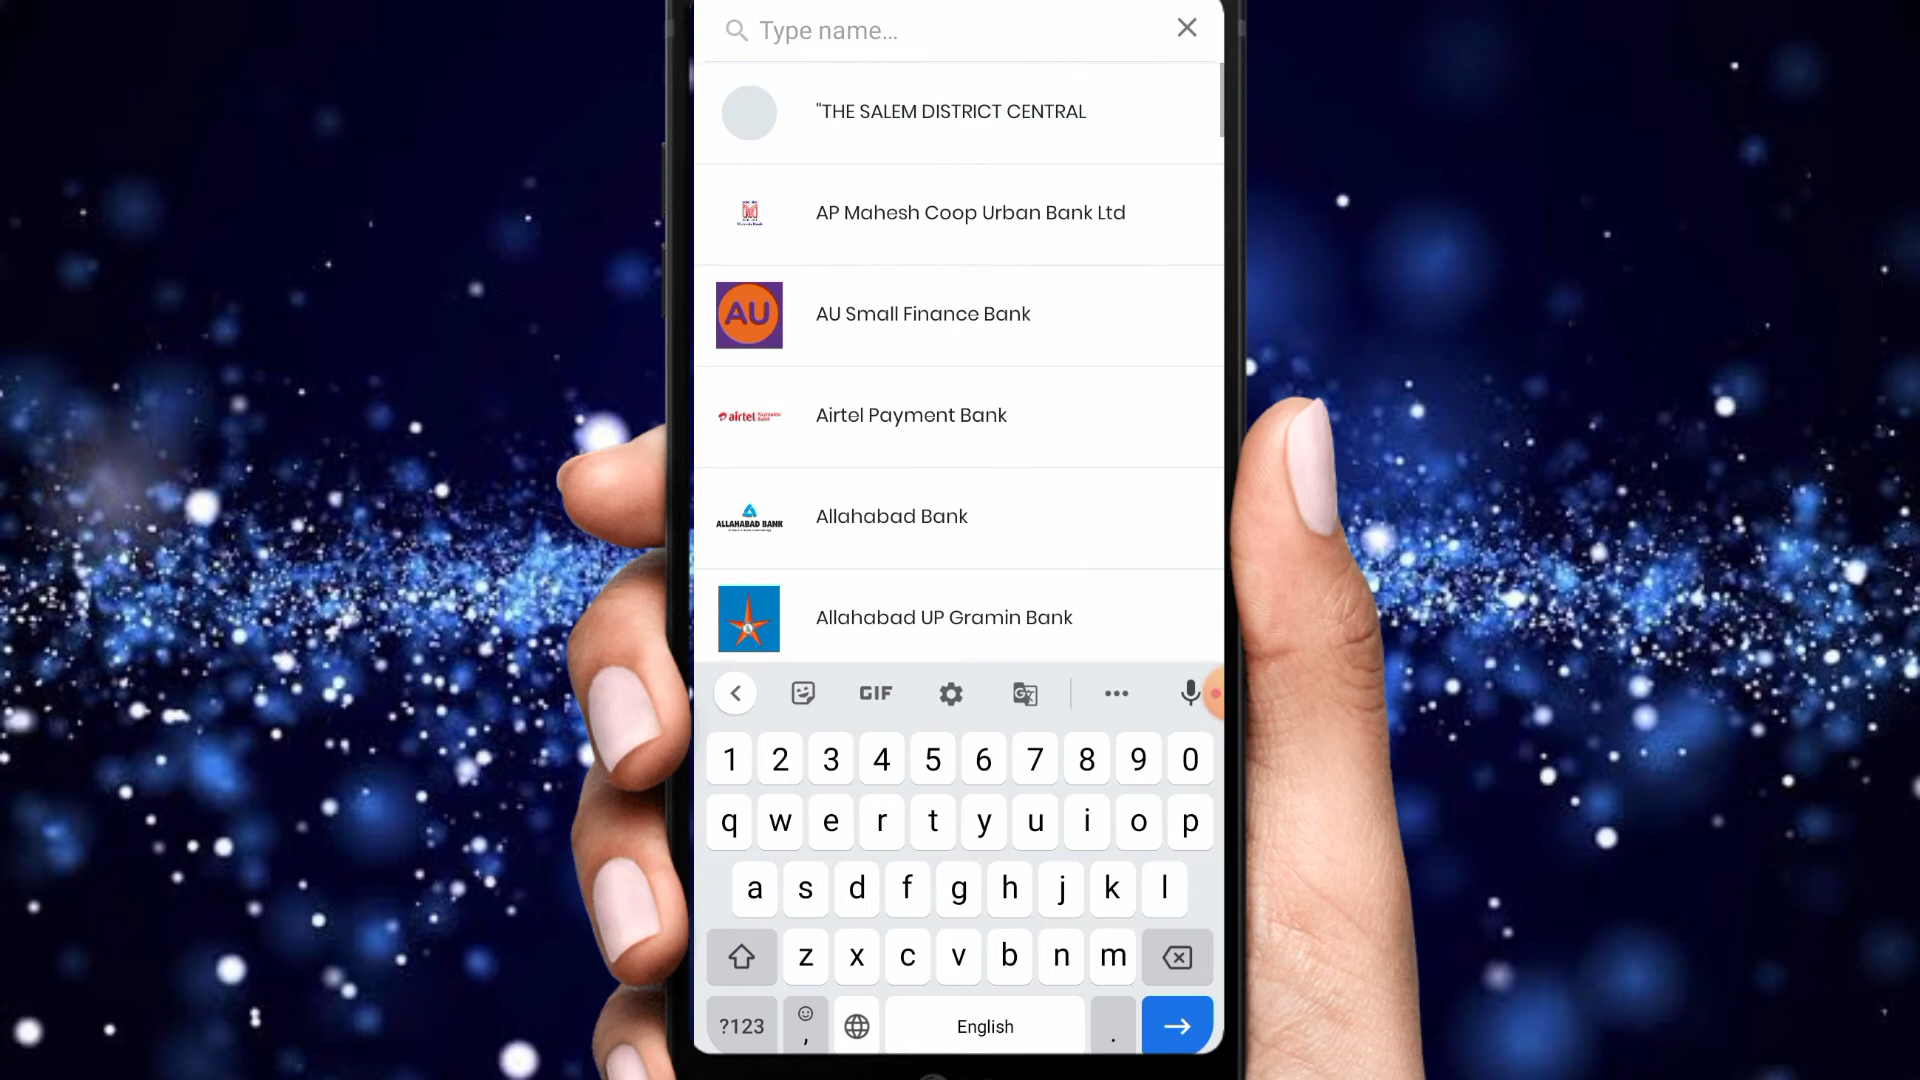 Type name...
"THE SALEM DISTRICT CENTRAL
AP Mahesh Coop Urban Bank Ltd
AU
AU Small Finance Bank
airtel Payments Bank
Airtel Payment Bank
ALLAHABAD BANK
Allahabad Bank
Allahabad UP Gramin Bank
GIF
1 2 3 4 5 6 7 8 9 0
q w e r t y u i o p
a s d f g h j k l
z x c v b n m
?123 , English .